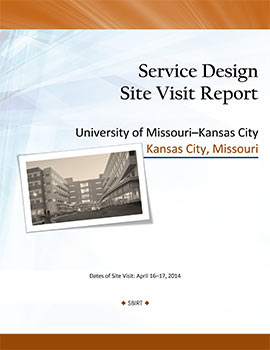 Service Design
Site Visit Report
University of Missouri–Kansas City
Kansas City, Missouri
Dates of Site Visit: April 16–17, 2014
◆ SBIRT ◆